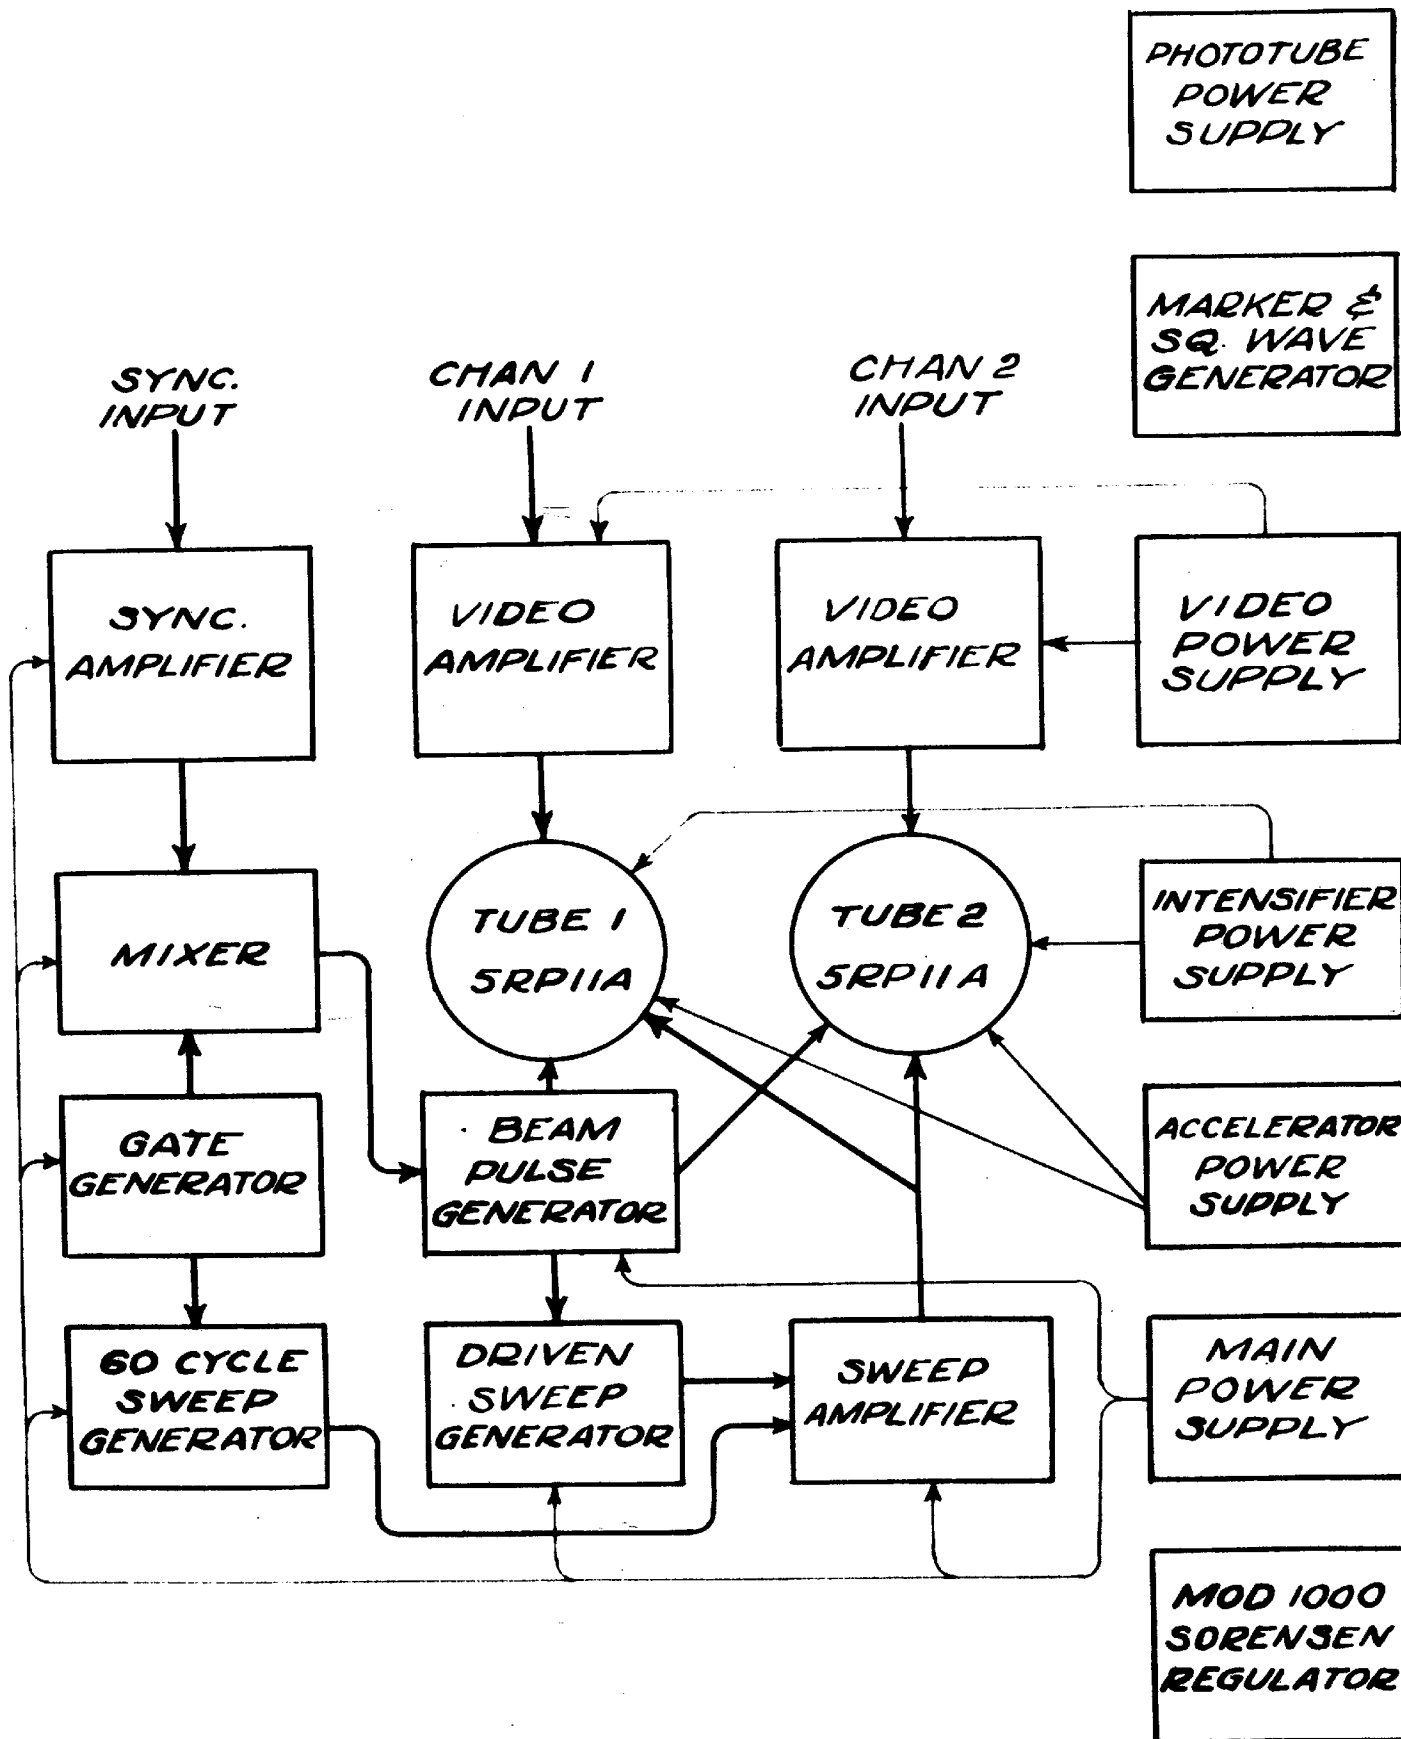 PHOTOTUBE
POWER
SUPPLY
MARKER &
SQ. WAVE
GENERATOR
SYNC.
INPUT
CHAN 1
INPUT
CHAN 2
INPUT
SYNC.
AMPLIFIER
VIDEO
AMPLIFIER
VIDEO
AMPLIFIER
VIDEO
POWER
SUPPLY
MIXER
TUBE 1
5RP11A
TUBE 2
5RP11A
INTENSIFIER
POWER
SUPPLY
GATE
GENERATOR
BEAM
PULSE
GENERATOR
ACCELERATOR
POWER
SUPPLY
60 CYCLE
SWEEP
GENERATOR
DRIVEN
SWEEP
GENERATOR
SWEEP
AMPLIFIER
MAIN
POWER
SUPPLY
MOD 1000
SORENSEN
REGULATOR